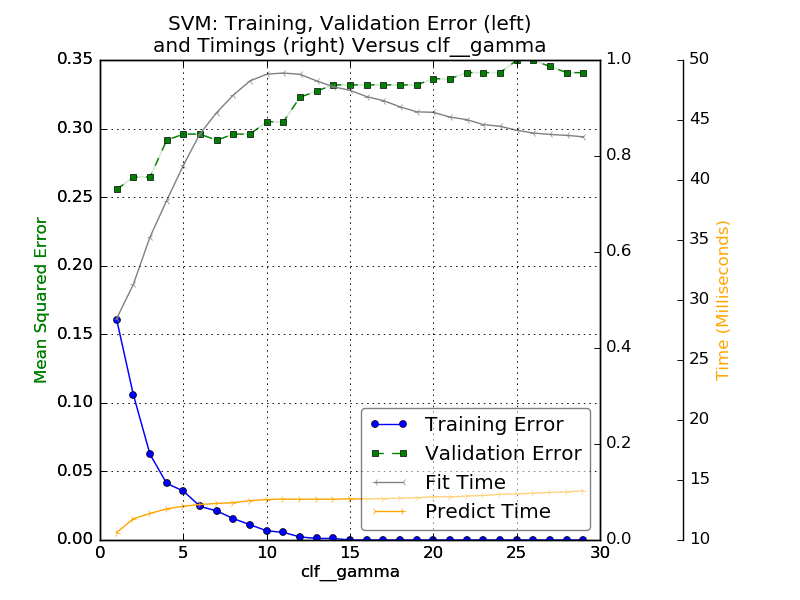 SVM: Training, Validation Error (left)
and Timings (right) Versus clf__gamma
Mean Squared Error
0.35
0.30
0.25
0.20
0.15
0.10
0.05
0.00
0 5 10 15 20 25 30
clf__gamma
1.0
0.8
0.6
0.4
0.2
0.0
50
45
40
35
30
25
20
15
10
Time (Milliseconds)
Training Error
Validation Error
Fit Time
Predict Time